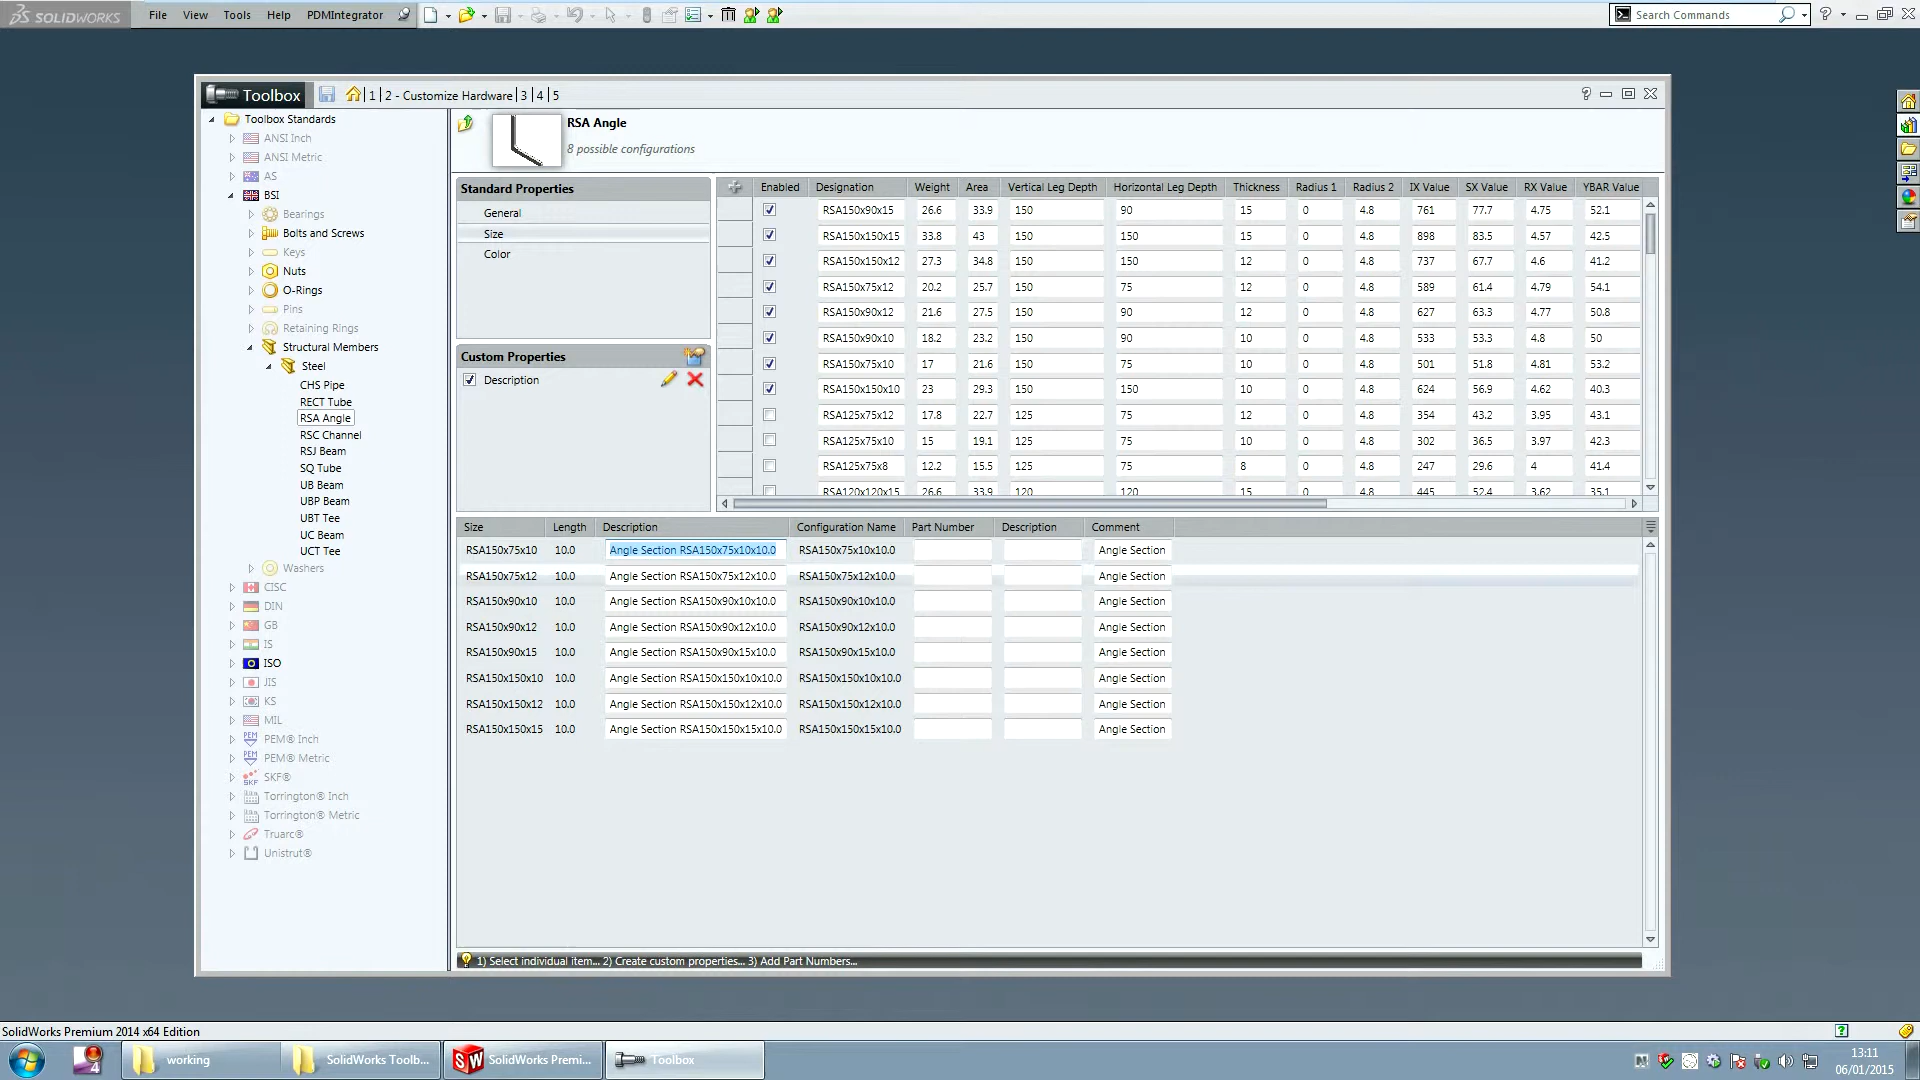 SOLIDWORKS File View Tools Help PDMIntegrator Search Commands
Toolbox 1 2 - Customize Hardware 3 4 5
Toolbox Standards
ANSI Inch
ANSI Metric
AS
BSI
Bearings
Bolts and Screws
Keys
Nuts
O-Rings
Pins
Retaining Rings
Structural Members
Steel
CHS Pipe
RECT Tube
RSA Angle
RSC Channel
RSJ Beam
SQ Tube
UB Beam
UBP Beam
UBT Tee
UC Beam
UCT Tee
Washers
CISC
DIN
GB
IS
ISO
JIS
KS
MIL
PEM® Inch
PEM® Metric
SKF®
Torrington® Inch
Torrington® Metric
Truarc®
Unistrut®
RSA Angle
8 possible configurations
Standard Properties
General
Size
Color
Custom Properties
Description
Enabled Designation Weight Area Vertical Leg Depth Horizontal Leg Depth Thickness Radius 1 Radius 2 IX Value SX Value RX Value YBAR Value
RSA150x90x15 26.6 33.9 150 90 15 0 4.8 761 77.7 4.75 52.1
RSA150x150x15 33.8 43 150 150 15 0 4.8 898 83.5 4.57 42.5
RSA150x150x12 27.3 34.8 150 150 12 0 4.8 737 67.7 4.6 41.2
RSA150x75x12 20.2 25.7 150 75 12 0 4.8 589 61.4 4.79 54.1
RSA150x90x12 21.6 27.5 150 90 12 0 4.8 627 63.3 4.77 50.8
RSA150x90x10 18.2 23.2 150 90 10 0 4.8 533 53.3 4.8 50
RSA150x75x10 17 21.6 150 75 10 0 4.8 501 51.8 4.81 53.2
RSA150x150x10 23 29.3 150 150 10 0 4.8 624 56.9 4.62 40.3
RSA125x75x12 17.8 22.7 125 75 12 0 4.8 354 43.2 3.95 43.1
RSA125x75x10 15 19.1 125 75 10 0 4.8 302 36.5 3.97 42.3
RSA125x75x8 12.2 15.5 125 75 8 0 4.8 247 29.6 4 41.4
RSA120x120x15 26.6 33.9 120 120 15 0 4.8 445 52.4 3.62 35.1
Size Length Description Configuration Name Part Number Description Comment
RSA150x75x10 10.0 Angle Section RSA150x75x10x10.0 RSA150x75x10x10.0 Angle Section
RSA150x75x12 10.0 Angle Section RSA150x75x12x10.0 RSA150x75x12x10.0 Angle Section
RSA150x90x10 10.0 Angle Section RSA150x90x10x10.0 RSA150x90x10x10.0 Angle Section
RSA150x90x12 10.0 Angle Section RSA150x90x12x10.0 RSA150x90x12x10.0 Angle Section
RSA150x90x15 10.0 Angle Section RSA150x90x15x10.0 RSA150x90x15x10.0 Angle Section
RSA150x150x10 10.0 Angle Section RSA150x150x10x10.0 RSA150x150x10x10.0 Angle Section
RSA150x150x12 10.0 Angle Section RSA150x150x12x10.0 RSA150x150x12x10.0 Angle Section
RSA150x150x15 10.0 Angle Section RSA150x150x15x10.0 RSA150x150x15x10.0 Angle Section
1) Select individual item... 2) Create custom properties... 3) Add Part Numbers...
SolidWorks Premium 2014 x64 Edition
4 working SolidWorks Toolb... SolidWorks Premi... Toolbox 13:11
06/01/2015